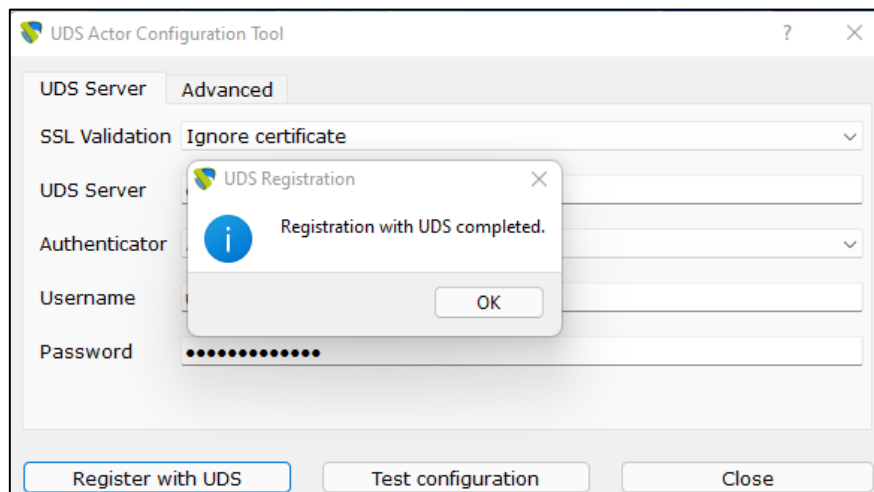 UDS Actor Configuration Tool
UDS Server Advanced
SSL Validation Ignore certificate
UDS Registration
UDS Server
Registration with UDS completed.
Authenticator
Username
OK
Password •••••••••••••
Register with UDS Test configuration Close